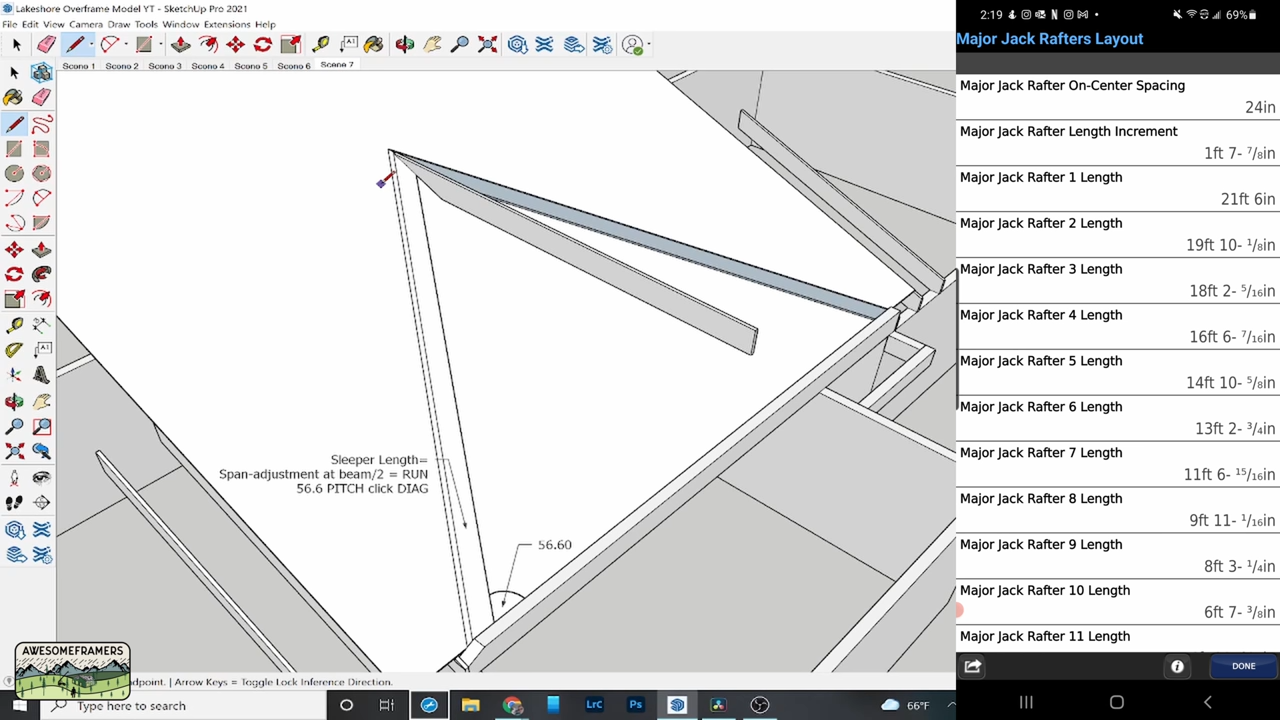 Lakeshore Overframe Model YT - SketchUp Pro 2021
File Edit View Camera Draw Tools Window Extensions Help
Scene 1 Scene 2 Scene 3 Scene 4 Scene 5 Scene 6 Scene 7
Sleeper Length=
Span-adjustment at beam/2 = RUN
56.6 PITCH click DIAG
56.60
AWESOMEFRAMERS
dpoint. | Arrow Keys = Toggle Lock Inference Direction.
Type here to search
LrC
Ps
66°F
2:19
69%
Major Jack Rafters Layout
Major Jack Rafter On-Center Spacing
24in
Major Jack Rafter Length Increment
1ft 7- 7/8in
Major Jack Rafter 1 Length
21ft 6in
Major Jack Rafter 2 Length
19ft 10- 1/8in
Major Jack Rafter 3 Length
18ft 2- 5/16in
Major Jack Rafter 4 Length
16ft 6- 7/16in
Major Jack Rafter 5 Length
14ft 10- 5/8in
Major Jack Rafter 6 Length
13ft 2- 3/4in
Major Jack Rafter 7 Length
11ft 6- 15/16in
Major Jack Rafter 8 Length
9ft 11- 1/16in
Major Jack Rafter 9 Length
8ft 3- 1/4in
Major Jack Rafter 10 Length
6ft 7- 3/8in
Major Jack Rafter 11 Length
DONE